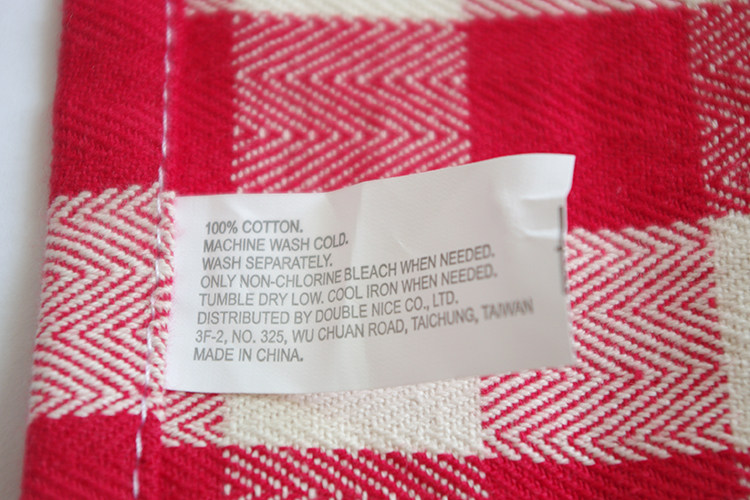 100% COTTON.
MACHINE WASH COLD.
WASH SEPARATELY.
ONLY NON-CHLORINE BLEACH WHEN NEEDED.
TUMBLE DRY LOW. COOL IRON WHEN NEEDED.
DISTRIBUTED BY DOUBLE NICE CO., LTD.
3F-2, NO. 325, WU CHUAN ROAD, TAICHUNG, TAIWAN
MADE IN CHINA.